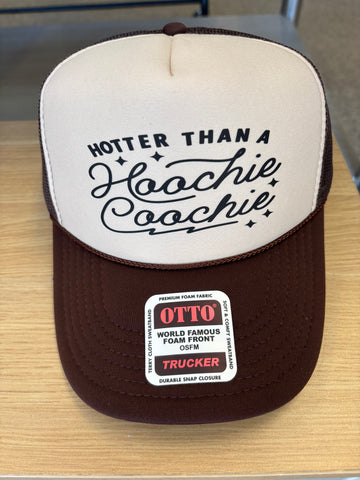 HOTTER THAN A
Hoochie
Coochie
PREMIUM FOAM FABRIC
OTTO®
WORLD FAMOUS
FOAM FRONT
OSFM
TRUCKER
DURABLE SNAP CLOSURE
TERRY CLOTH SWEATBAND
SOFT & COMFY SWEATBAND